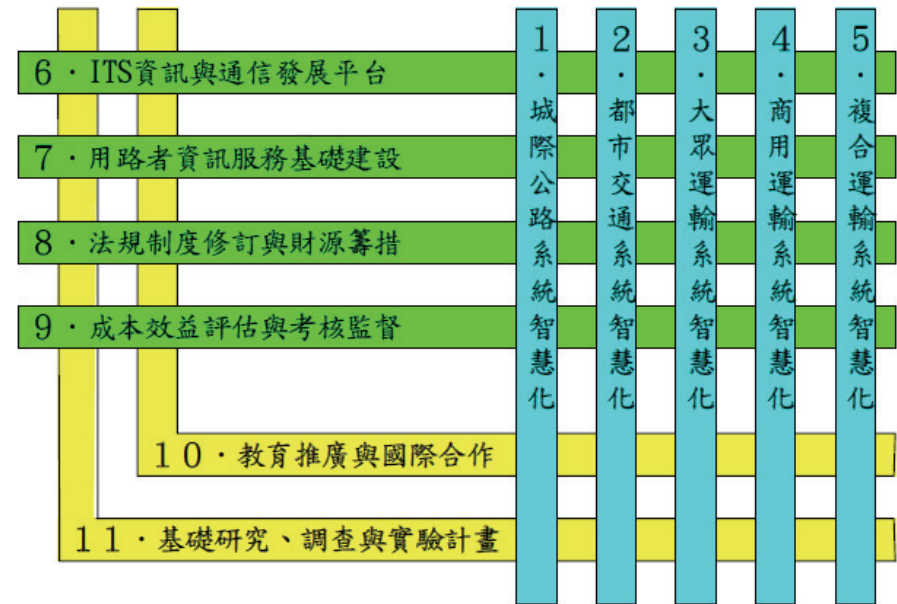 1·城際公路系統智慧化
2·都市交通系統智慧化
3·大眾運輸系統智慧化
4·商用運輸系統智慧化
5·複合運輸系統智慧化
6·ITS資訊與通信發展平台
7·用路者資訊服務基礎建設
8·法規制度修訂與財源籌措
9·成本效益評估與考核監督
10·教育推廣與國際合作
11·基礎研究、調查與實驗計畫